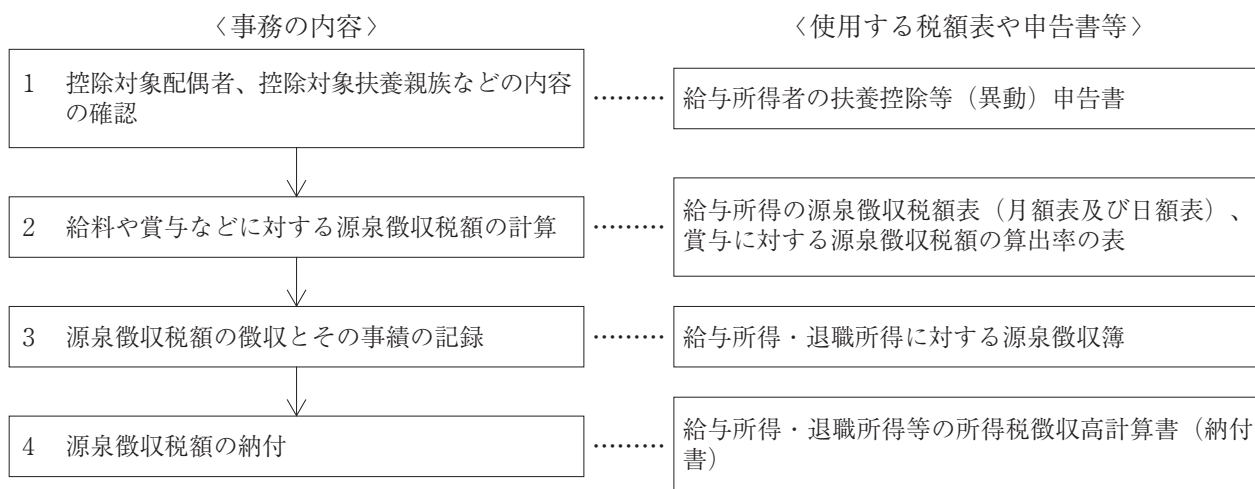 〈事務の内容〉
〈使用する税額表や申告書等〉
1 控除対象配偶者、控除対象扶養親族などの内容
の確認
………
給与所得者の扶養控除等（異動）申告書
2 給料や賞与などに対する源泉徴収税額の計算
………
給与所得の源泉徴収税額表（月額表及び日額表）、
賞与に対する源泉徴収税額の算出率の表
3 源泉徴収税額の徴収とその事績の記録
………
給与所得・退職所得に対する源泉徴収簿
4 源泉徴収税額の納付
………
給与所得・退職所得等の所得税徴収高計算書（納付
書）